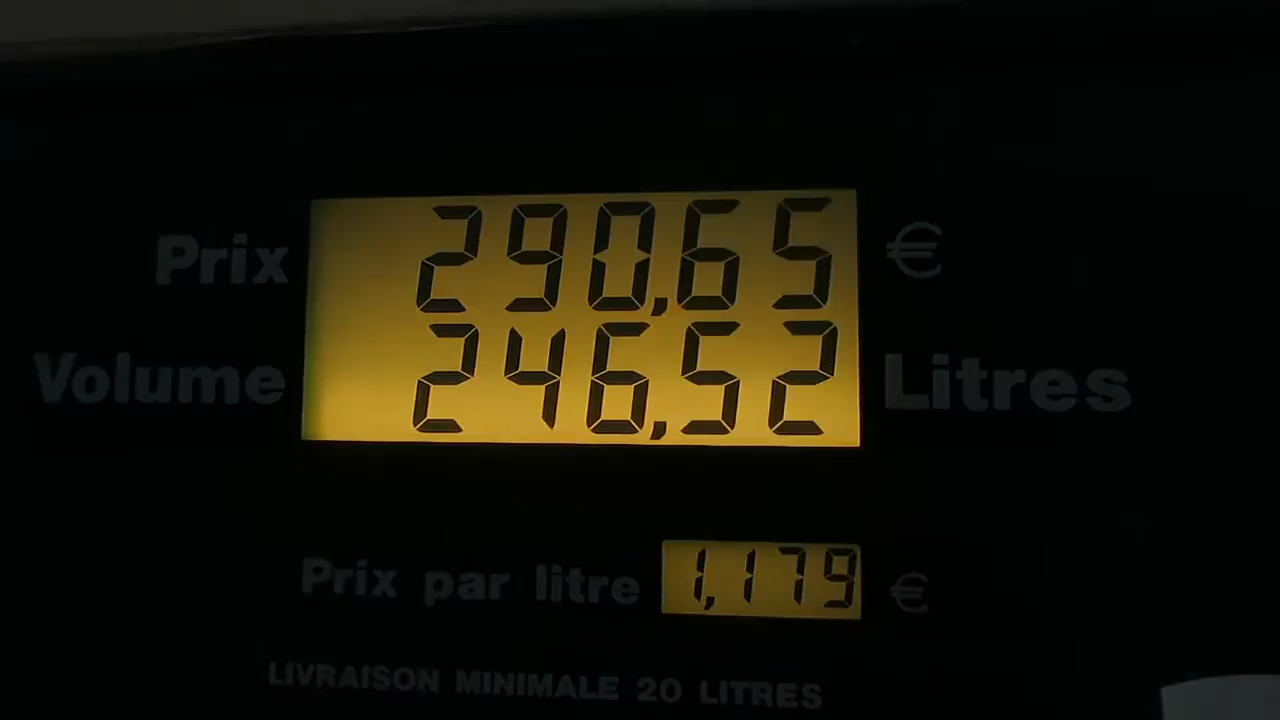 Prix 290,65 €
Volume 246,52 Litres
Prix par litre 1,179 €
LIVRAISON MINIMALE 20 LITRES